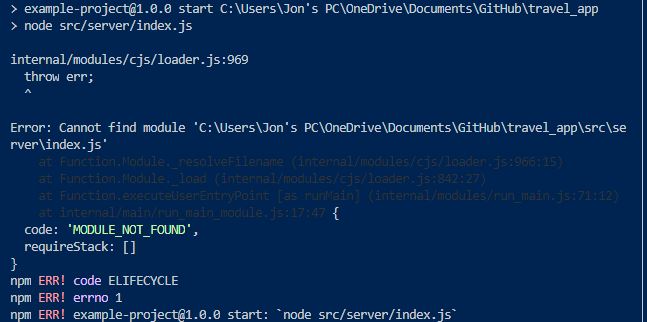 > example-project@1.0.0 start C:\Users\Jon's PC\OneDrive\Documents\GitHub\travel_app
> node src/server/index.js
internal/modules/cjs/loader.js:969
throw err;
^
Error: Cannot find module 'C:\Users\Jon's PC\OneDrive\Documents\GitHub\travel_app\src\se
rver\index.js'
at Function.Module._resolveFilename (internal/modules/cjs/loader.js:966:15)
at Function.Module._load (internal/modules/cjs/loader.js:842:27)
at Function.executeUserEntryPoint [as runMain] (internal/modules/run_main.js:71:12)
at internal/main/run_main_module.js:17:47 {
code: 'MODULE_NOT_FOUND',
requireStack: []
}
npm ERR! code ELIFECYCLE
npm ERR! errno 1
npm ERR! example-project@1.0.0 start: `node src/server/index.js`